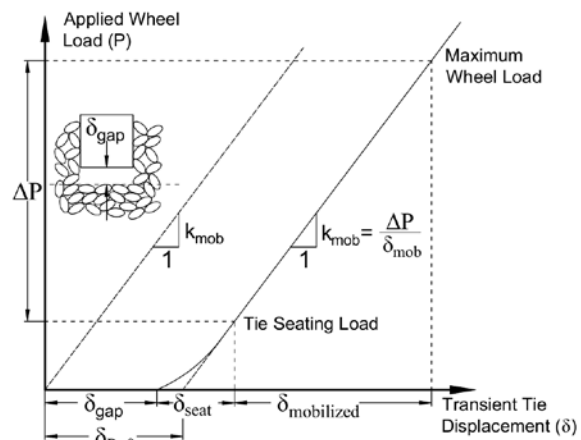 Applied Wheel
Load (P)
Maximum
Wheel Load
δgap
ΔP
kmob
1
kmob = ΔP
δmob
1
Tie Seating Load
δgap δseat δmobilized
Transient Tie
Displacement (δ)